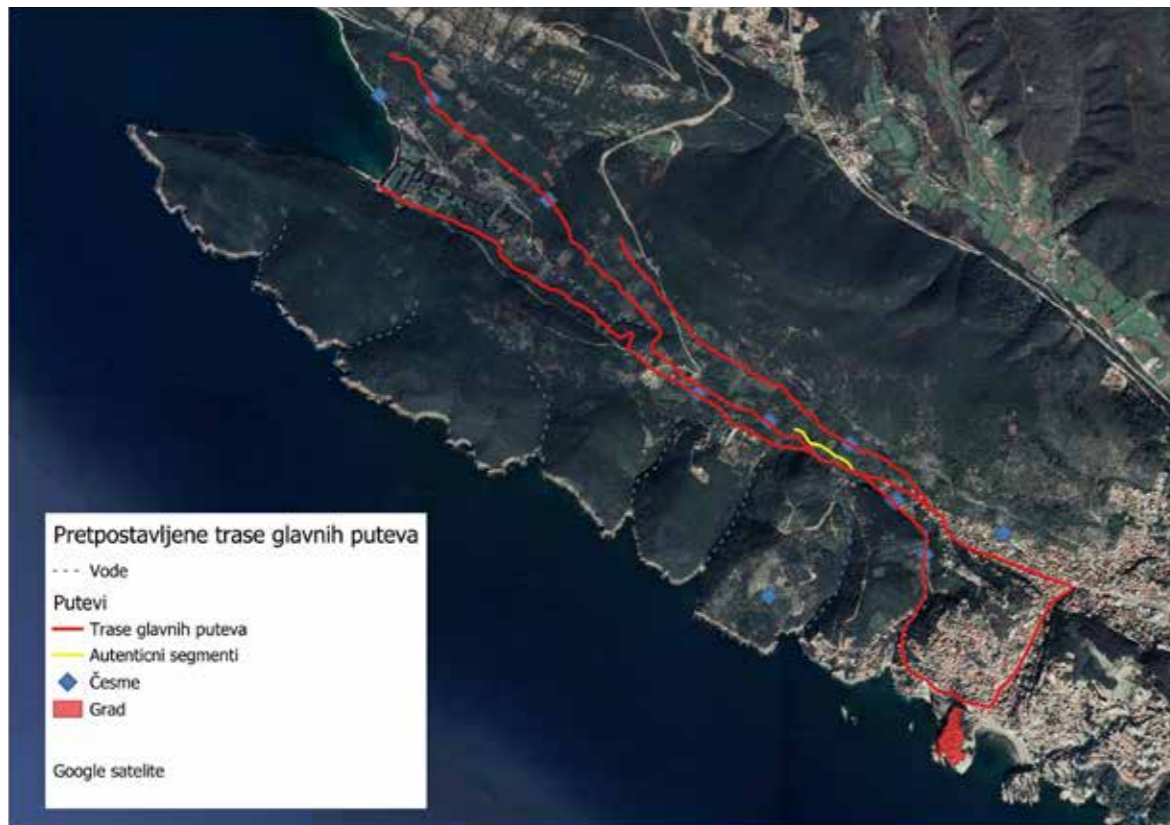 Pretpostavljene trase glavnih puteva
Vode
Putevi
Trase glavnih puteva
Autenticni segmenti
Česme
Grad
Google satelite